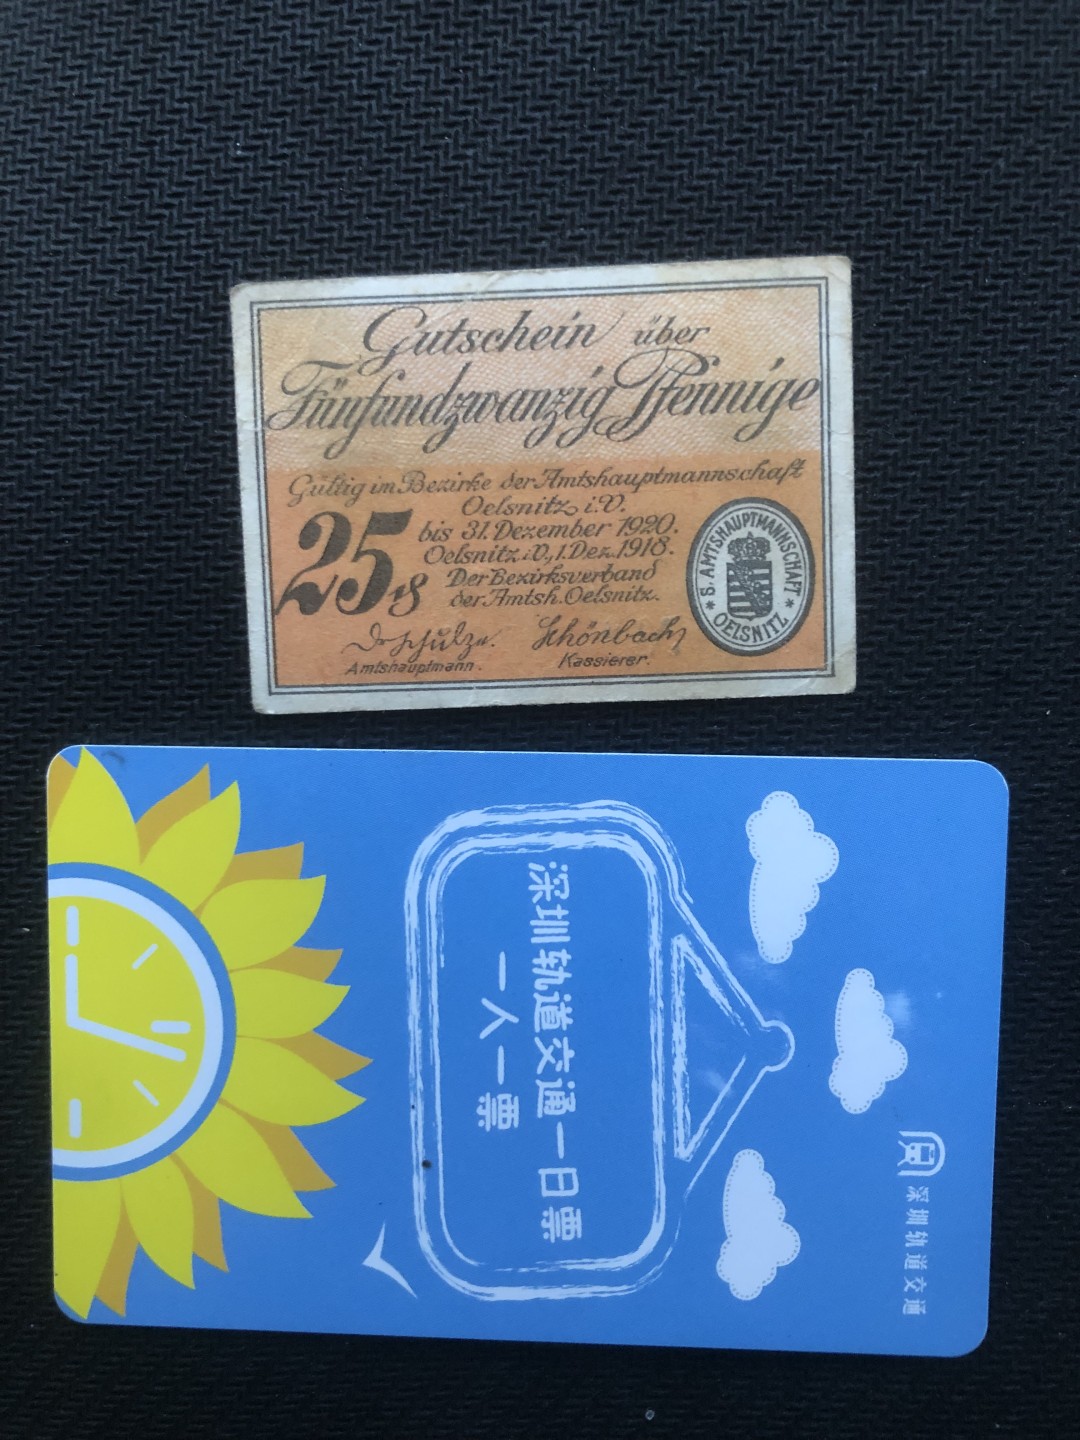 Gutschein über
Fünfundzwanzig Pfennige
Gültig im Bezirke der Amtshauptmannschaft
Oelsnitz i.V.
bis 31. Dezember 1920.
Oelsnitz i.V., 1. Dez. 1918.
Der Bezirksverband
der Amtsh. Oelsnitz.
25 ₰
Dr Schulze.
Amtshauptmann.
Schönbach
Kassierer.
* S. AMTSHAUPTMANNSCHAFT *
OELSNITZ
深圳轨道交通一日票
一人一票
深圳轨道交通